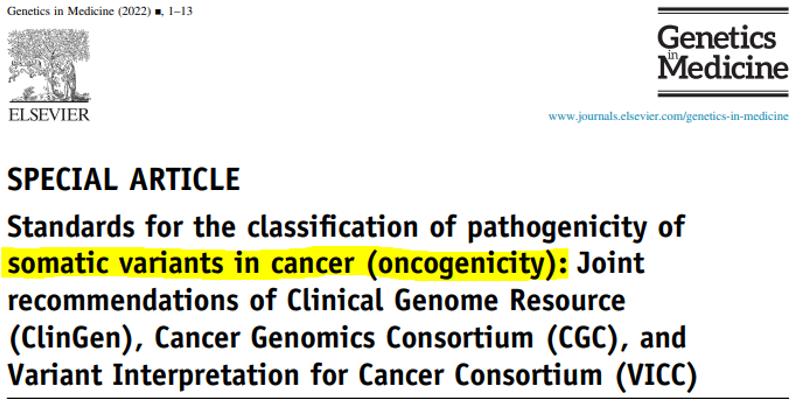 Genetics in Medicine (2022) ■, 1–13
ELSEVIER
Genetics
in
Medicine
www.journals.elsevier.com/genetics-in-medicine
SPECIAL ARTICLE
Standards for the classification of pathogenicity of
somatic variants in cancer (oncogenicity): Joint
recommendations of Clinical Genome Resource
(ClinGen), Cancer Genomics Consortium (CGC), and
Variant Interpretation for Cancer Consortium (VICC)